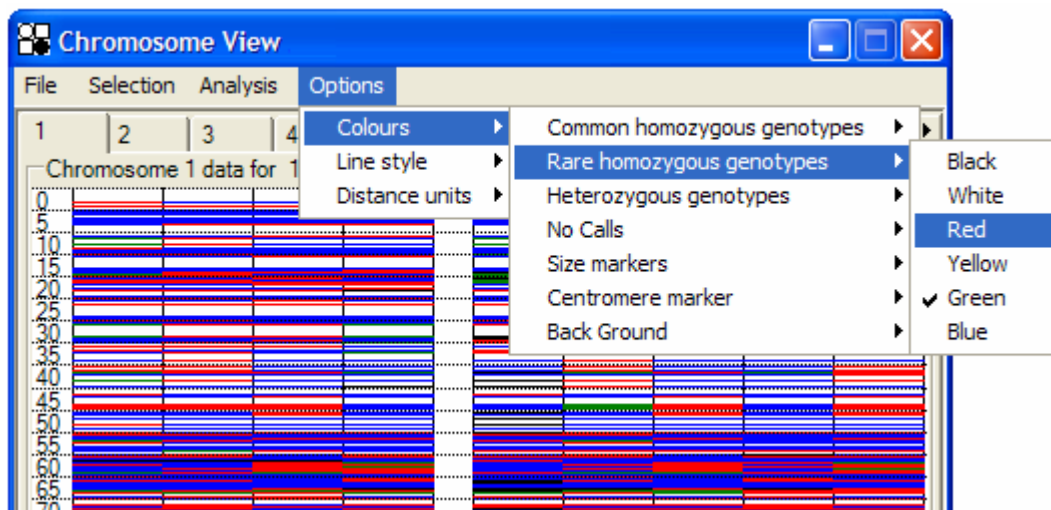 Chromosome View
File Selection Analysis Options
1 2 3 4
Chromosome 1 data for 1
Colours
Line style
Distance units
Common homozygous genotypes
Rare homozygous genotypes
Heterozygous genotypes
No Calls
Size markers
Centromere marker
Back Ground
Black
White
Red
Yellow
Green
Blue
0
5
10
15
20
25
30
35
40
45
50
55
60
65
70